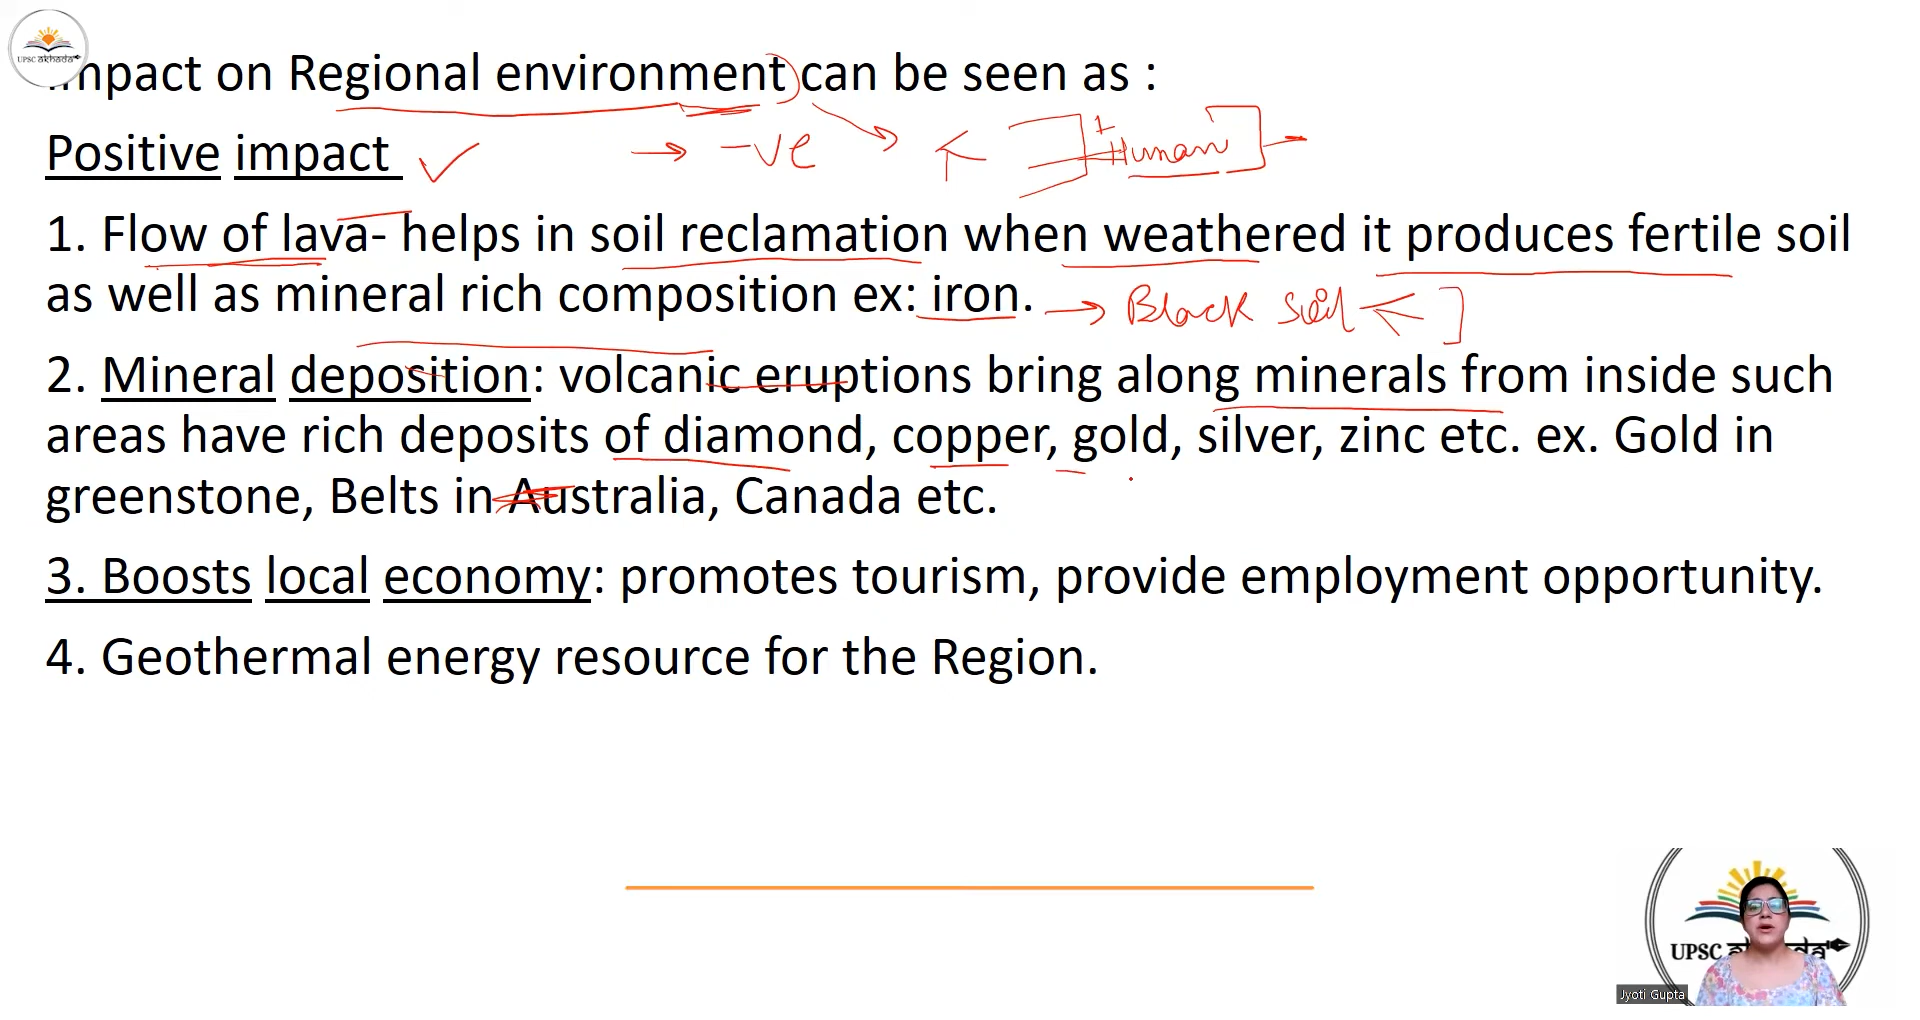 UPSC akhada
Impact on Regional environment can be seen as :
Positive impact → -ve + Human
1. Flow of lava- helps in soil reclamation when weathered it produces fertile soil
as well as mineral rich composition ex: iron. → Black soil
2. Mineral deposition: volcanic eruptions bring along minerals from inside such
areas have rich deposits of diamond, copper, gold, silver, zinc etc. ex. Gold in
greenstone, Belts in Australia, Canada etc.
3. Boosts local economy: promotes tourism, provide employment opportunity.
4. Geothermal energy resource for the Region.
UPSC
Jyoti Gupta